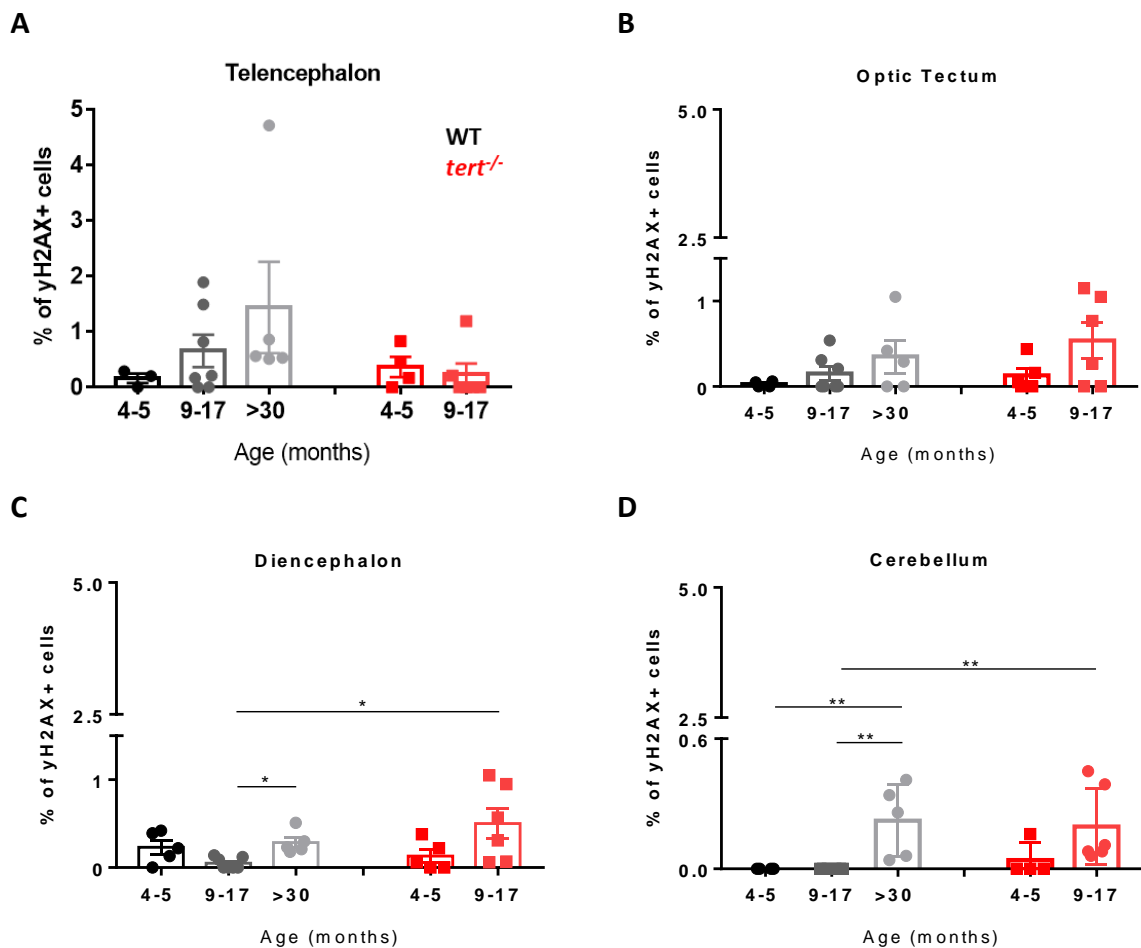 A
Telencephalon
% of yH2AX+ cells
5
4
3
2
1
0
WT
tert-/-
4-5 9-17 >30 4-5 9-17
Age (months)
B
Optic Tectum
% of yH2AX+ cells
5.0
2.5
1
0
4-5 9-17 >30 4-5 9-17
Age (months)
C
Diencephalon
% of yH2AX+ cells
5.0
2.5
1
0
*
*
4-5 9-17 >30 4-5 9-17
Age (months)
D
Cerebellum
% of yH2AX+ cells
5.0
2.5
0.6
0.0
**
**
**
4-5 9-17 >30 4-5 9-17
Age (months)